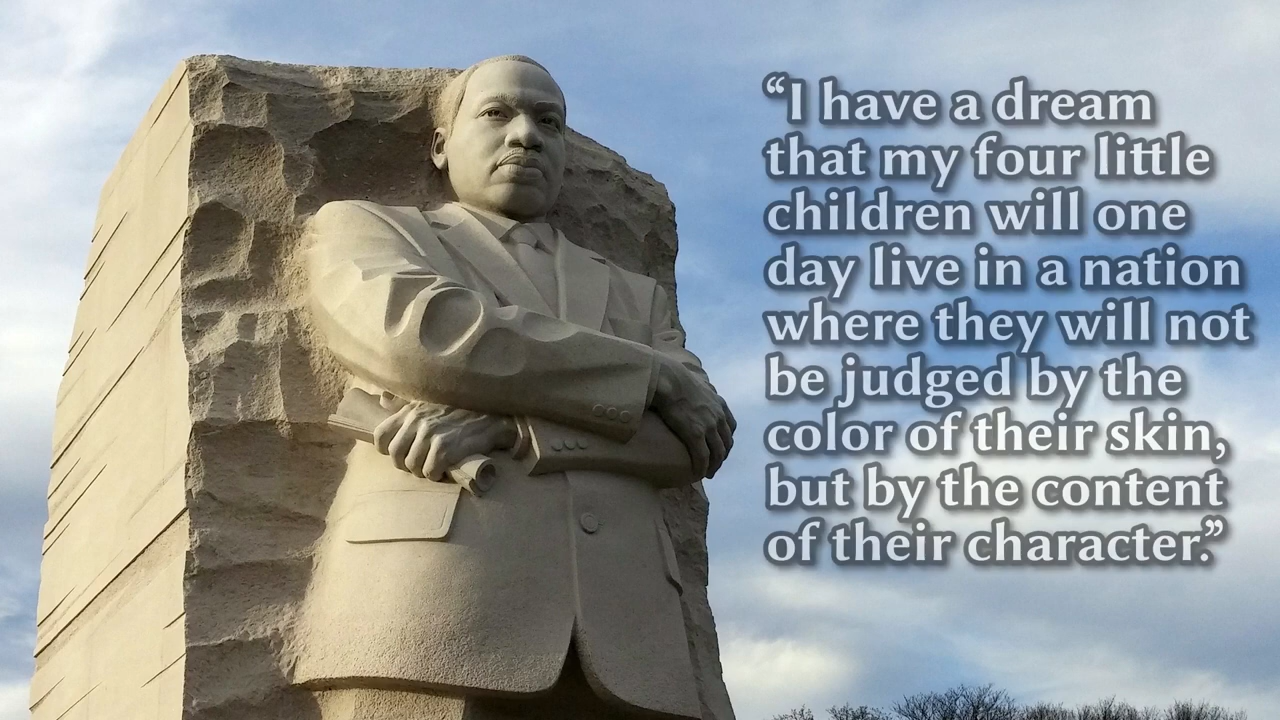 “I have a dream
that my four little
children will one
day live in a nation
where they will not
be judged by the
color of their skin,
but by the content
of their character.”